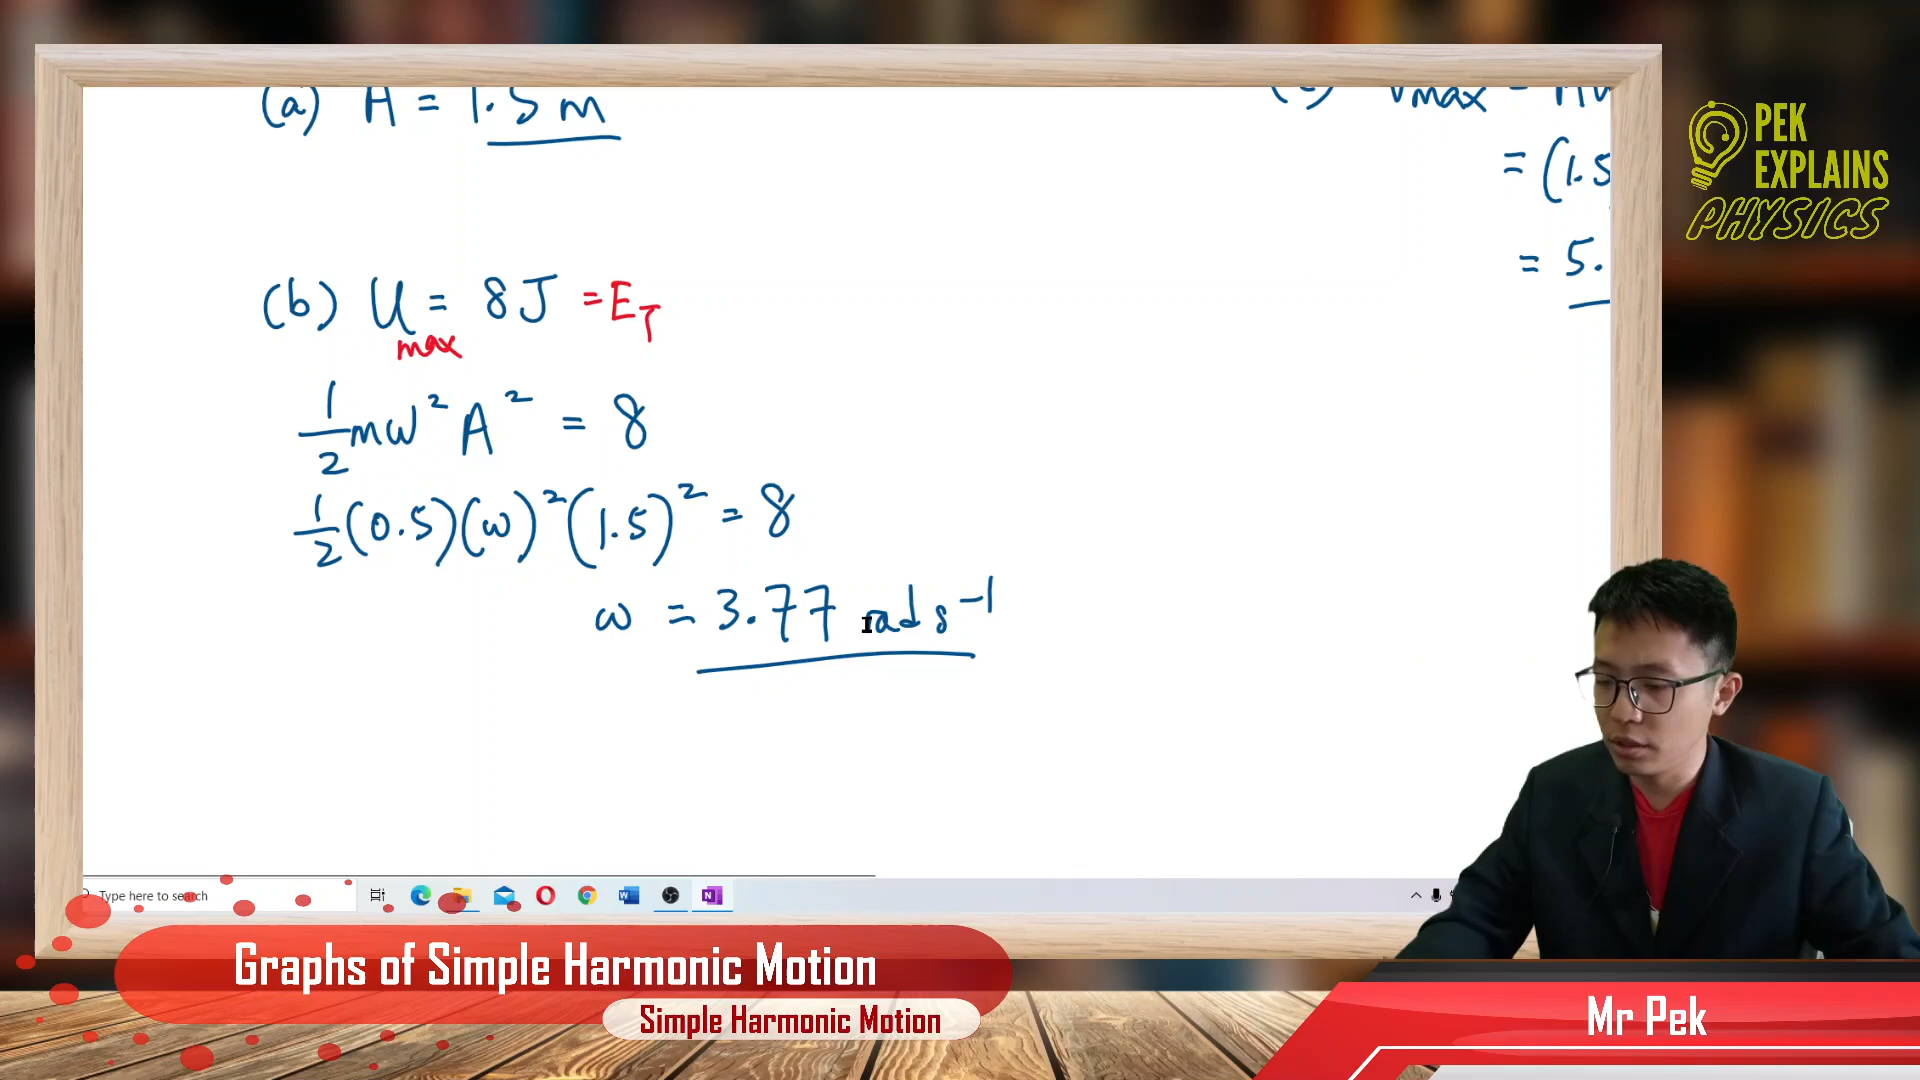 (a) A = 1.5 m
(b) U max = 8 J = E_T
1/2 mω² A² = 8
1/2 (0.5)(ω)²(1.5)² = 8
ω = 3.77 rad s⁻¹
= (1.5
= 5.
PEK
EXPLAINS
PHYSICS
Type here to search
Graphs of Simple Harmonic Motion
Simple Harmonic Motion
Mr Pek